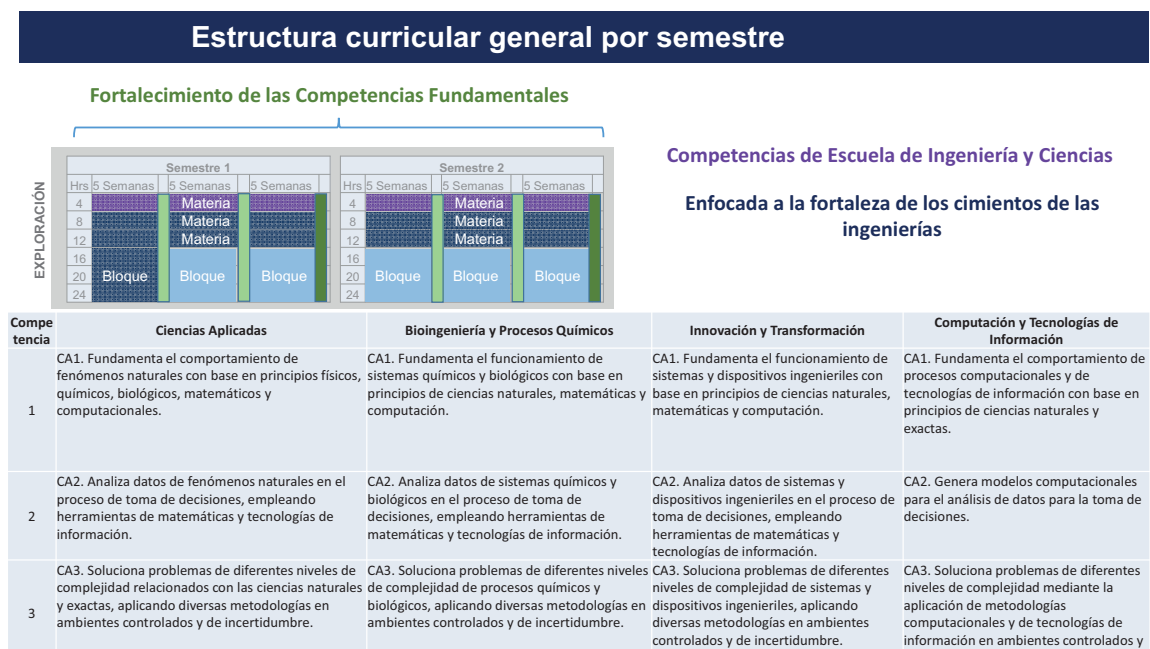 Estructura curricular general por semestre
Fortalecimiento de las Competencias Fundamentales
Competencias de Escuela de Ingeniería y Ciencias
Enfocada a la fortaleza de los cimientos de las
ingenierías
EXPLORACIÓN
Semestre 1
Hrs 5 Semanas 5 Semanas 5 Semanas
4 Materia
8 Materia
12 Materia
16
20 Bloque Bloque Bloque
24
Semestre 2
Hrs 5 Semanas 5 Semanas 5 Semanas
4 Materia
8 Materia
12 Materia
16
20 Bloque Bloque Bloque
24
Compe
tencia
Ciencias Aplicadas
Bioingeniería y Procesos Químicos
Innovación y Transformación
Computación y Tecnologías de
Información
1
CA1. Fundamenta el comportamiento de
fenómenos naturales con base en principios físicos,
químicos, biológicos, matemáticos y
computacionales.
CA1. Fundamenta el funcionamiento de
sistemas químicos y biológicos con base en
principios de ciencias naturales, matemáticas y
computación.
CA1. Fundamenta el funcionamiento de
sistemas y dispositivos ingenieriles con
base en principios de ciencias naturales,
matemáticas y computación.
CA1. Fundamenta el comportamiento de
procesos computacionales y de
tecnologías de información con base en
principios de ciencias naturales y
exactas.
2
CA2. Analiza datos de fenómenos naturales en el
proceso de toma de decisiones, empleando
herramientas de matemáticas y tecnologías de
información.
CA2. Analiza datos de sistemas químicos y
biológicos en el proceso de toma de
decisiones, empleando herramientas de
matemáticas y tecnologías de información.
CA2. Analiza datos de sistemas y
dispositivos ingenieriles en el proceso de
toma de decisiones, empleando
herramientas de matemáticas y
tecnologías de información.
CA2. Genera modelos computacionales
para el análisis de datos para la toma de
decisiones.
3
CA3. Soluciona problemas de diferentes niveles de
complejidad relacionados con las ciencias naturales
y exactas, aplicando diversas metodologías en
ambientes controlados y de incertidumbre.
CA3. Soluciona problemas de diferentes niveles
de complejidad de procesos químicos y
biológicos, aplicando diversas metodologías en
ambientes controlados y de incertidumbre.
CA3. Soluciona problemas de diferentes
niveles de complejidad de sistemas y
dispositivos ingenieriles, aplicando
diversas metodologías en ambientes
controlados y de incertidumbre.
CA3. Soluciona problemas de diferentes
niveles de complejidad mediante la
aplicación de metodologías
computacionales y de tecnologías de
información en ambientes controlados y